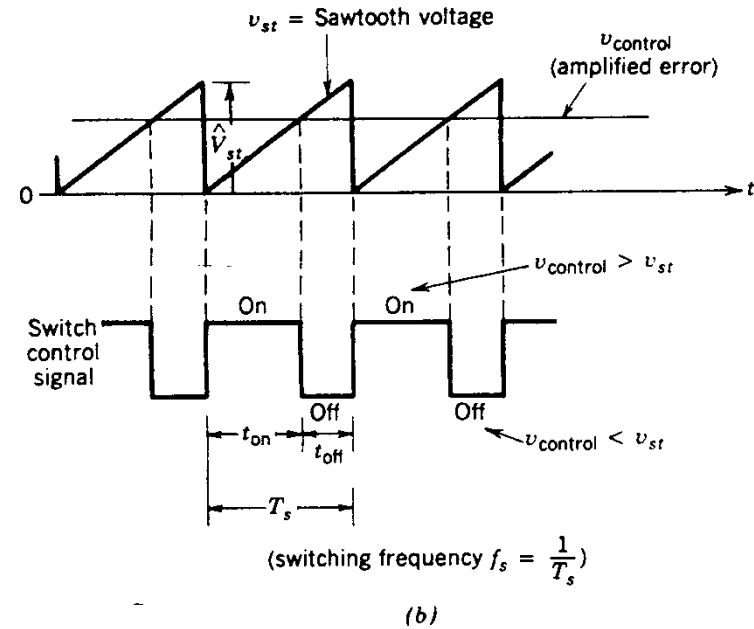 v_st = Sawtooth voltage
v_control
(amplified error)
V̂_st
0
t
v_control > v_st
On
On
Switch
control
signal
Off
Off
t_on
t_off
v_control < v_st
T_s
(switching frequency f_s = 1/T_s)
(b)